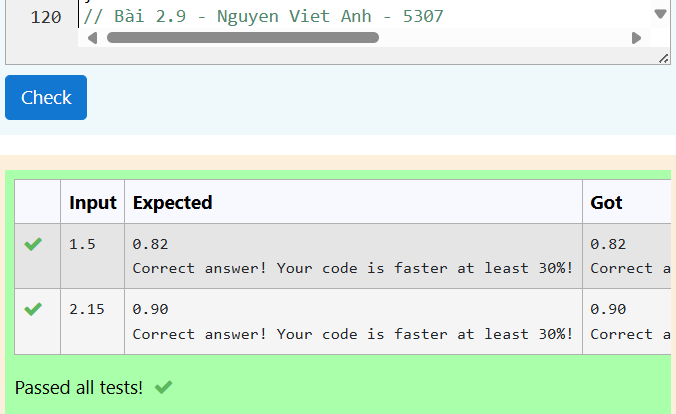 120 // Bài 2.9 - Nguyen Viet Anh - 5307
Check
Input Expected Got
1.5 0.82 0.82
Correct answer! Your code is faster at least 30%! Correct a
2.15 0.90 0.90
Correct answer! Your code is faster at least 30%! Correct a
Passed all tests!